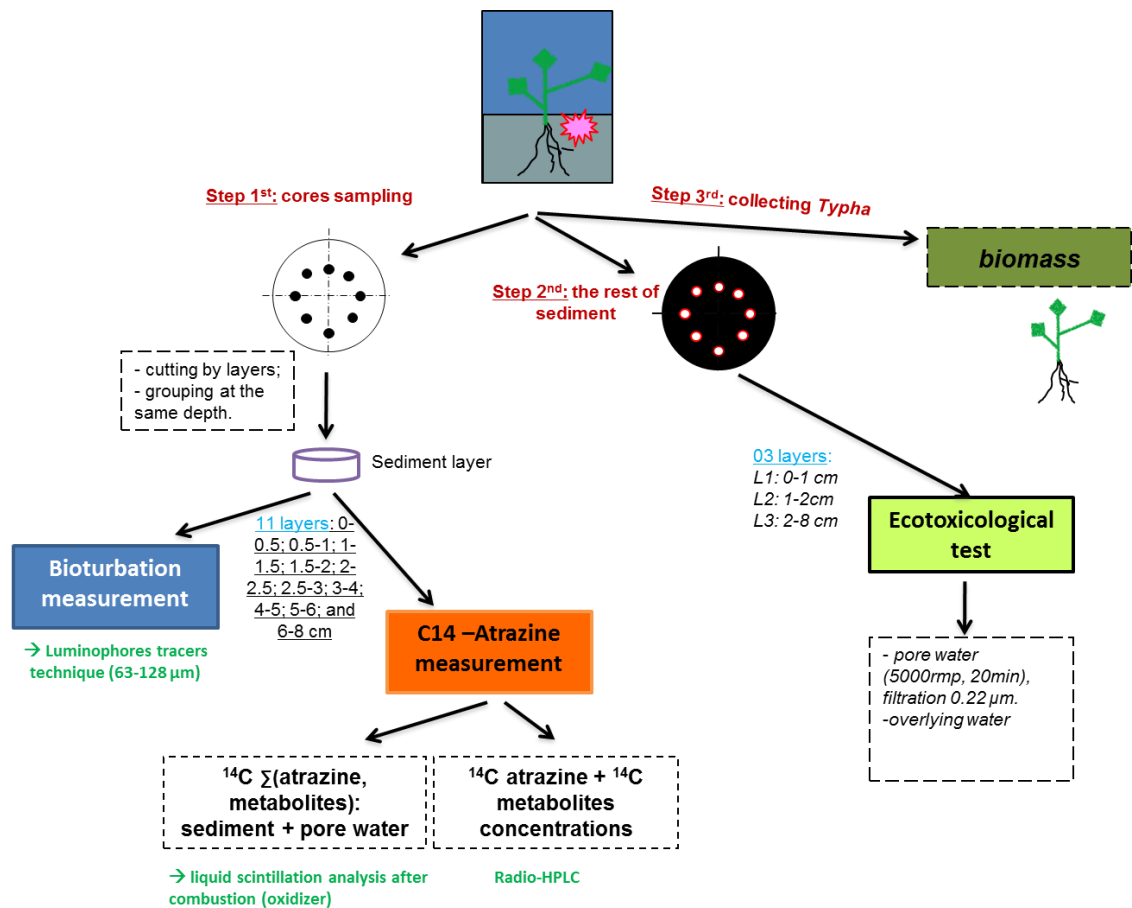 Step 1st: cores sampling
Step 3rd: collecting Typha
biomass
Step 2nd: the rest of
sediment
- cutting by layers;
- grouping at the
same depth.
Sediment layer
03 layers:
L1: 0-1 cm
L2: 1-2cm
L3: 2-8 cm
11 layers: 0-
0.5; 0.5-1; 1-
1.5; 1.5-2; 2-
2.5; 2.5-3; 3-4;
4-5; 5-6; and
6-8 cm
Bioturbation
measurement
→ Luminophores tracers
technique (63-128 µm)
C14 –Atrazine
measurement
Ecotoxicological
test
- pore water
(5000rmp, 20min),
filtration 0.22 µm.
-overlying water
14C ∑(atrazine,
metabolites):
sediment + pore water
14C atrazine + 14C
metabolites
concentrations
→ liquid scintillation analysis after
combustion (oxidizer)
Radio-HPLC